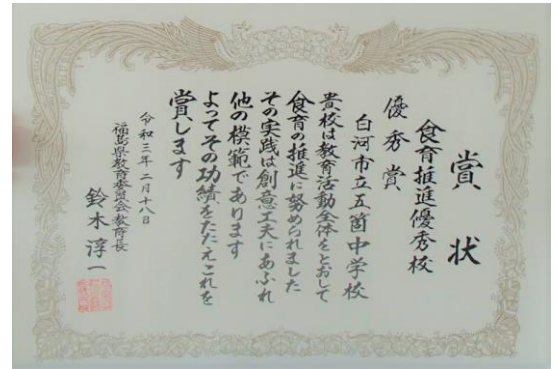 賞状
食育推進優秀校
優秀賞
白河市立五箇中学校
貴校は教育活動全体をとおして
食育の推進に努められました
その実践は創意工夫にあふれ
他の模範であります
よってその功績をたたえこれを
賞します
令和三年二月十八日
福島県教育委員会教育長
鈴木淳一